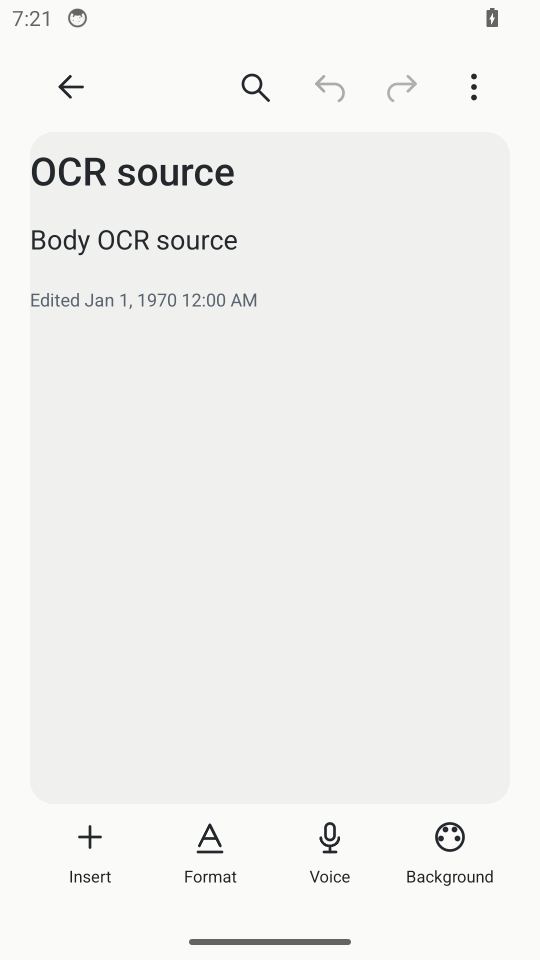 7:21
OCR source
Body OCR source
Edited Jan 1, 1970 12:00 AM
Insert
Format
Voice
Background